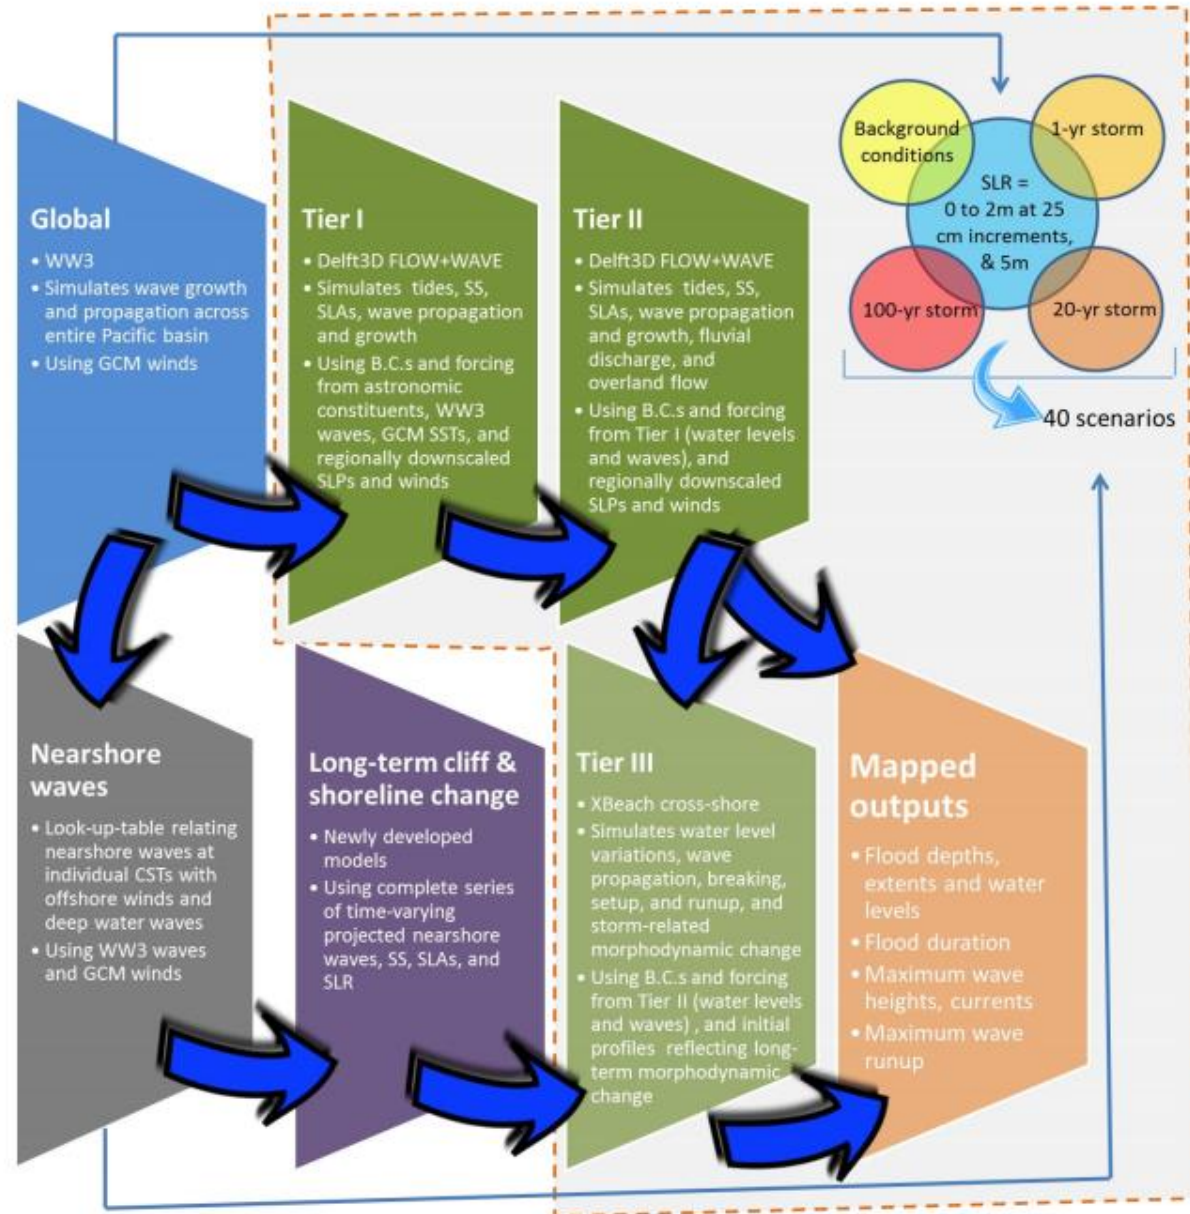 Global
• WW3
• Simulates wave growth
and propagation across
entire Pacific basin
• Using GCM winds
Tier I
• Delft3D FLOW+WAVE
• Simulates tides, SS,
SLAs, wave propagation
and growth
• Using B.C.s and forcing
from astronomic
constituents, WW3
waves, GCM SSTs, and
regionally downscaled
SLPs and winds
Tier II
• Delft3D FLOW+WAVE
• Simulates tides, SS,
SLAs, wave propagation
and growth, fluvial
discharge, and
overland flow
• Using B.C.s and forcing
from Tier I (water levels
and waves), and
regionally downscaled
SLPs and winds
Background
conditions
1-yr storm
SLR =
0 to 2m at 25
cm increments,
& 5m
100-yr storm
20-yr storm
40 scenarios
Nearshore
waves
• Look-up-table relating
nearshore waves at
individual CSTs with
offshore winds and
deep water waves
• Using WW3 waves
and GCM winds
Long-term cliff &
shoreline change
• Newly developed
models
• Using complete series
of time-varying
projected nearshore
waves, SS, SLAs, and
SLR
Tier III
• XBeach cross-shore
• Simulates water level
variations, wave
propagation, breaking,
setup, and runup, and
storm-related
morphodynamic change
• Using B.C.s and forcing
from Tier II (water levels
and waves) , and initial
profiles reflecting long-
term morphodynamic
change
Mapped
outputs
• Flood depths,
extents and water
levels
• Flood duration
• Maximum wave
heights, currents
• Maximum wave
runup